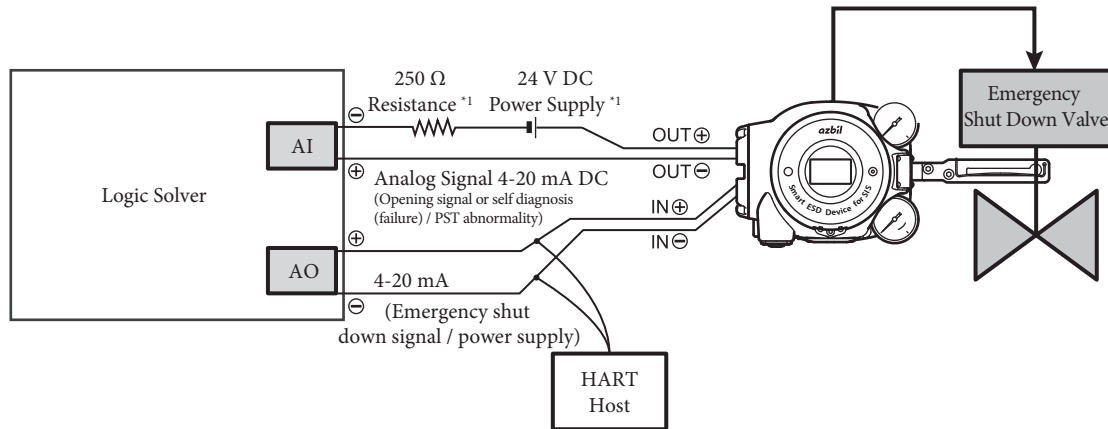 250 Ω
Resistance *1
24 V DC
Power Supply *1
Emergency
Shut Down Valve
⊖
AI
⊕
OUT⊕
OUT⊖
azbil
Smart ESD Device for SIS
Logic Solver
Analog Signal 4-20 mA DC
(Opening signal or self diagnosis
(failure) / PST abnormality)
IN⊕
IN⊖
⊕
AO
⊖
4-20 mA
(Emergency shut
down signal / power supply)
HART
Host